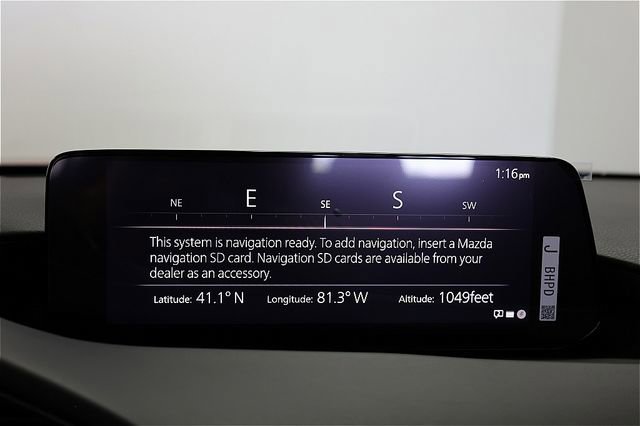 1:16pm
NE E SE S SW
This system is navigation ready. To add navigation, insert a Mazda
navigation SD card. Navigation SD cards are available from your
dealer as an accessory.
Latitude: 41.1° N Longitude: 81.3° W Altitude: 1049feet
J BHPD